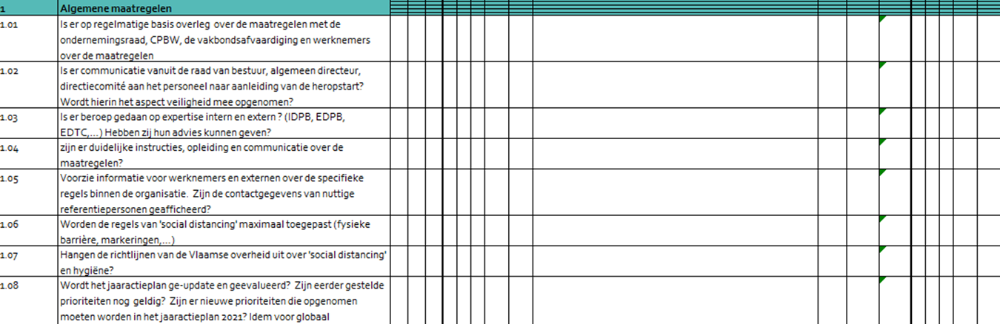 1 Algemene maatregelen
1.01 Is er op regelmatige basis overleg over de maatregelen met de
ondernemingsraad, CPBW, de vakbondsafvaardiging en werknemers
over de maatregelen
1.02 Is er communicatie vanuit de raad van bestuur, algemeen directeur,
directiecomité aan het personeel naar aanleiding van de heropstart?
Wordt hierin het aspect veiligheid mee opgenomen?
1.03 Is er beroep gedaan op expertise intern en extern ? (IDPB, EDPB,
EDTC,...) Hebben zij hun advies kunnen geven?
1.04 zijn er duidelijke instructies, opleiding en communicatie over de
maatregelen?
1.05 Voorzie informatie voor werknemers en externen over de specifieke
regels binnen de organisatie. Zijn de contactgegevens van nuttige
referentiepersonen geafficheerd?
1.06 Worden de regels van 'social distancing' maximaal toegepast (fysieke
barrière, markeringen,...)
1.07 Hangen de richtlijnen van de Vlaamse overheid uit over 'social distancing'
en hygiëne?
1.08 Wordt het jaaractieplan ge-update en geevalueerd? Zijn eerder gestelde
prioriteiten nog geldig? Zijn er nieuwe prioriteiten die opgenomen
moeten worden in het jaaractieplan 2021? Idem voor globaal